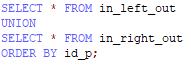 SELECT * FROM in_left_out
UNION
SELECT * FROM in_right_out
ORDER BY id_p;